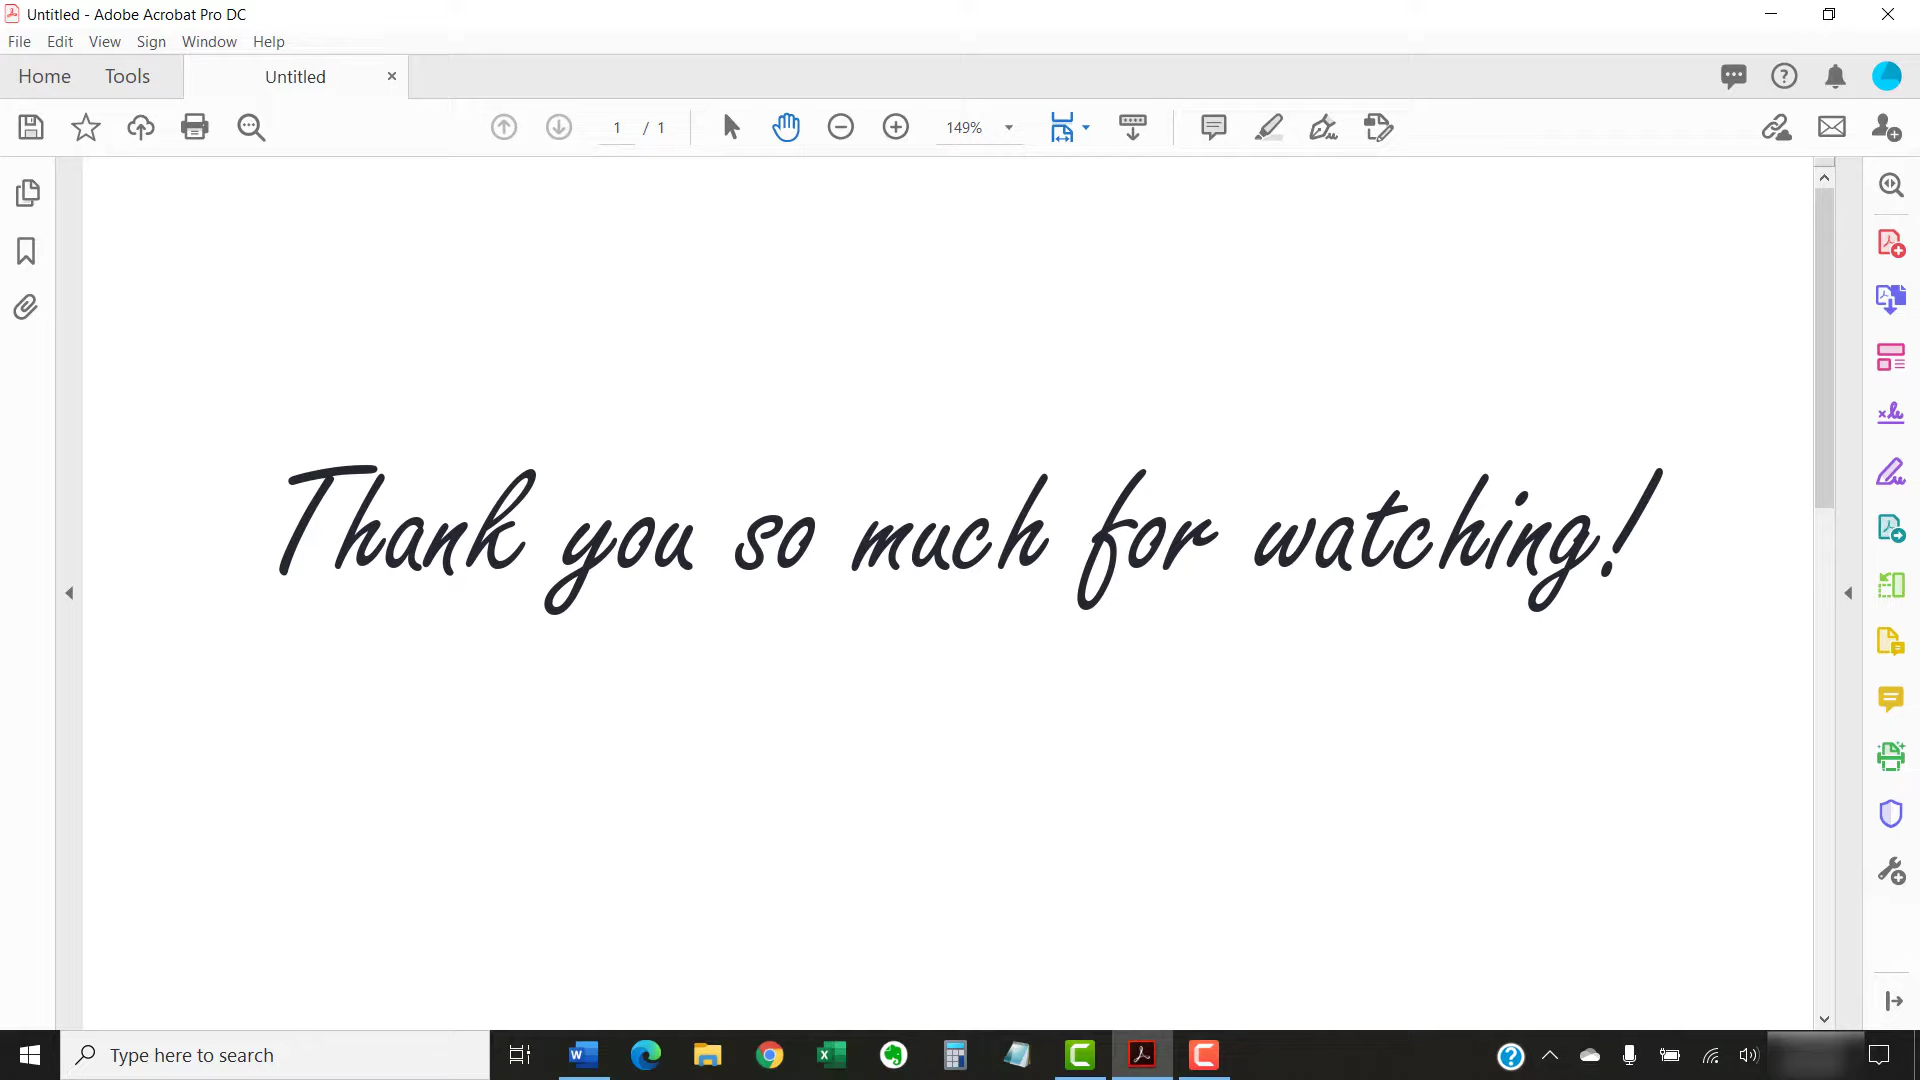 Untitled - Adobe Acrobat Pro DC
File Edit View Sign Window Help
Home Tools Untitled
1 / 1 149%
Thank you so much for watching!
Type here to search